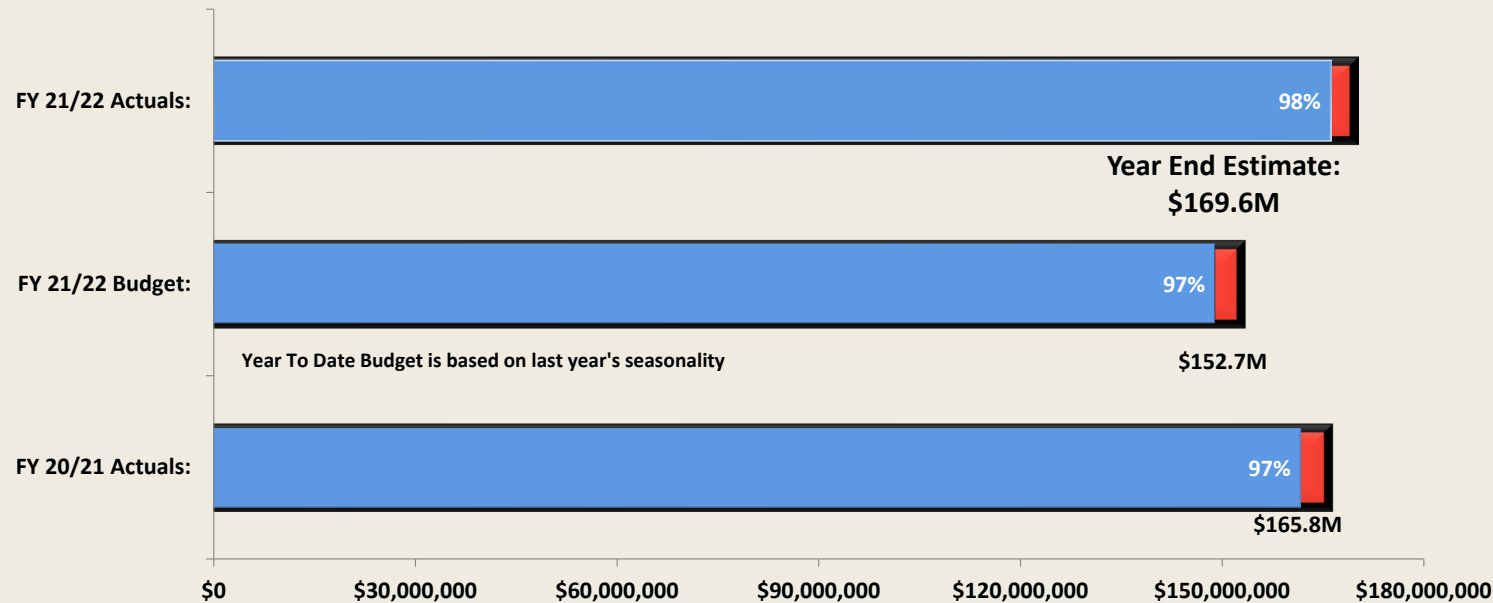 FY 21/22 Actuals:
98%
Year End Estimate:
$169.6M
FY 21/22 Budget:
97%
Year To Date Budget is based on last year's seasonality
$152.7M
FY 20/21 Actuals:
97%
$165.8M
$0
$30,000,000
$60,000,000
$90,000,000
$120,000,000
$150,000,000
$180,000,000